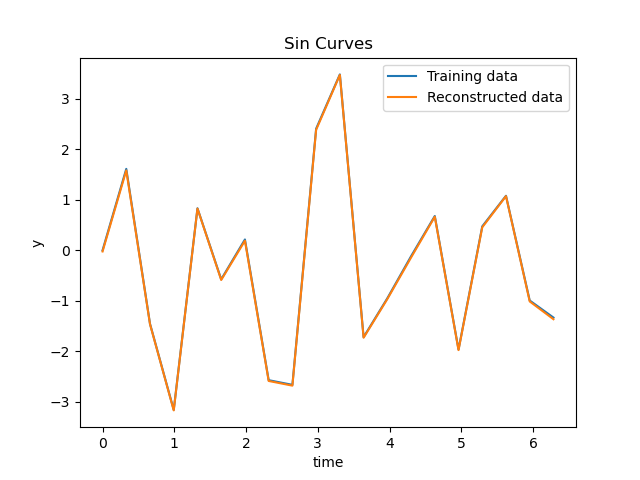 Sin Curves
Training data
Reconstructed data
3
2
1
0
−1
−2
−3
y
0 1 2 3 4 5 6
time